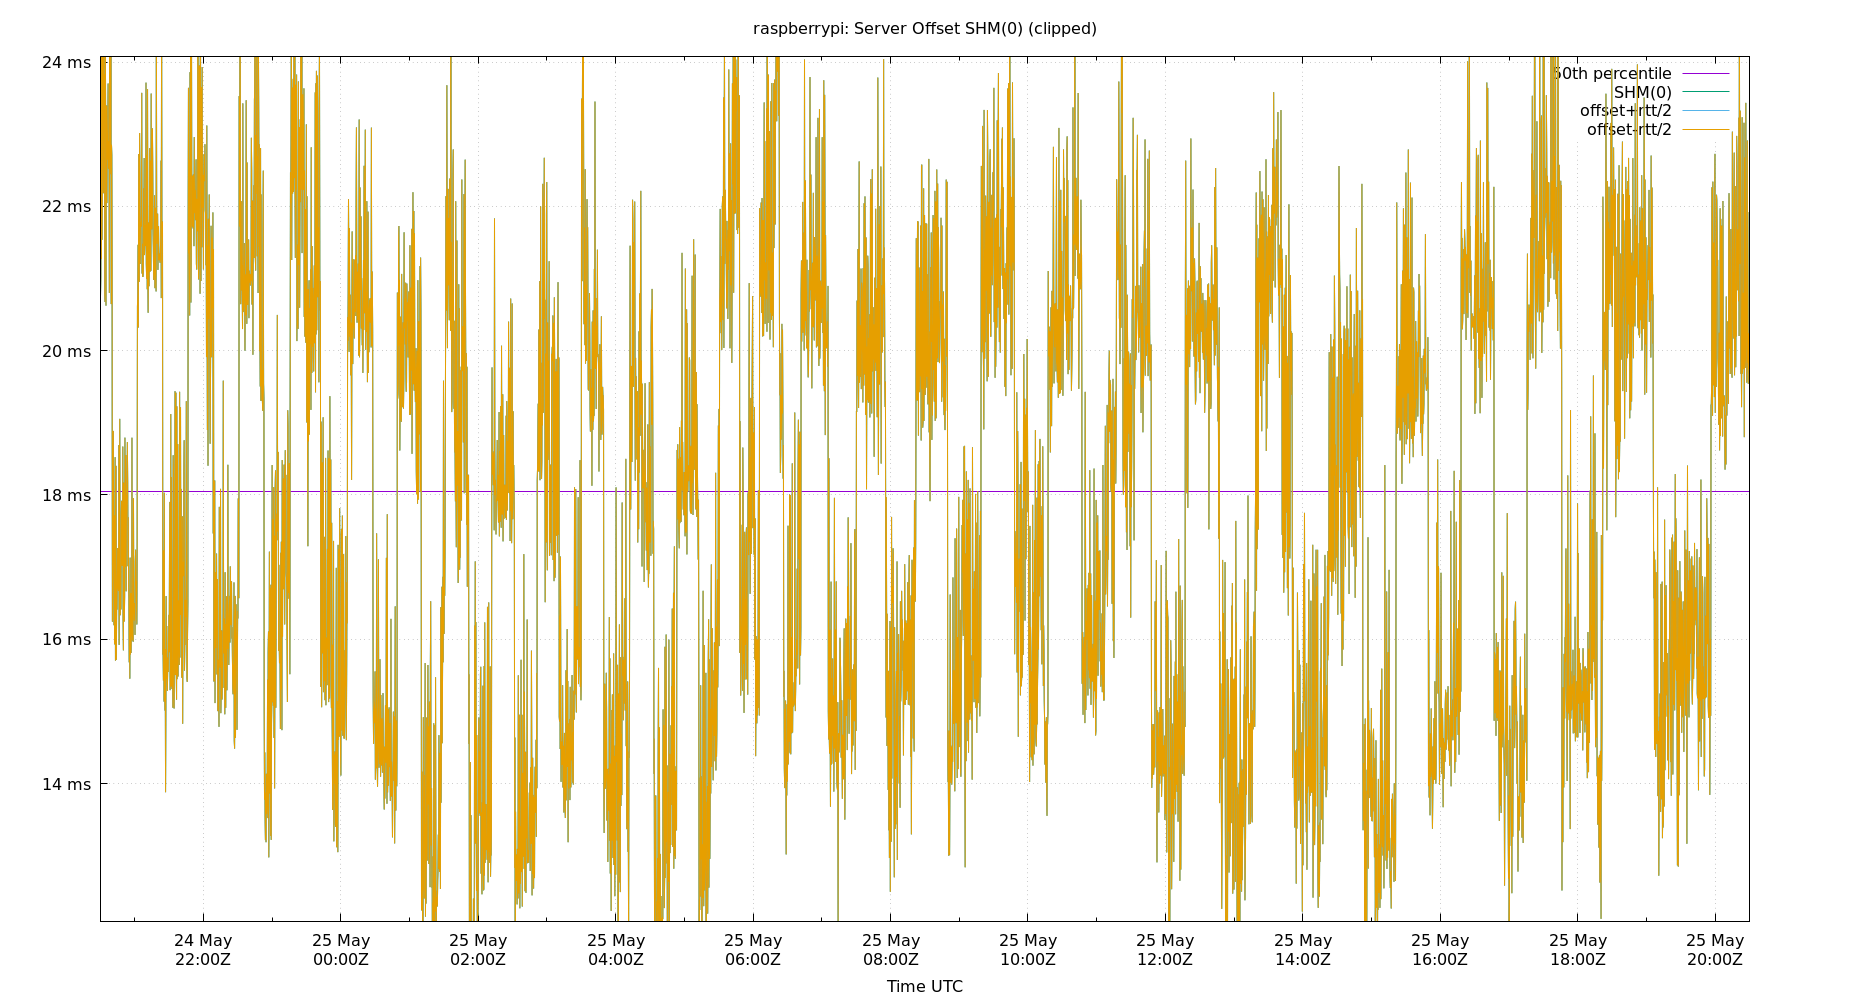 raspberrypi: Server Offset SHM(0) (clipped)
24 ms
22 ms
20 ms
18 ms
16 ms
14 ms
50th percentile
SHM(0)
offset+rtt/2
offset-rtt/2
24 May
22:00Z
25 May
00:00Z
25 May
02:00Z
25 May
04:00Z
25 May
06:00Z
25 May
08:00Z
25 May
10:00Z
25 May
12:00Z
25 May
14:00Z
25 May
16:00Z
25 May
18:00Z
25 May
20:00Z
Time UTC